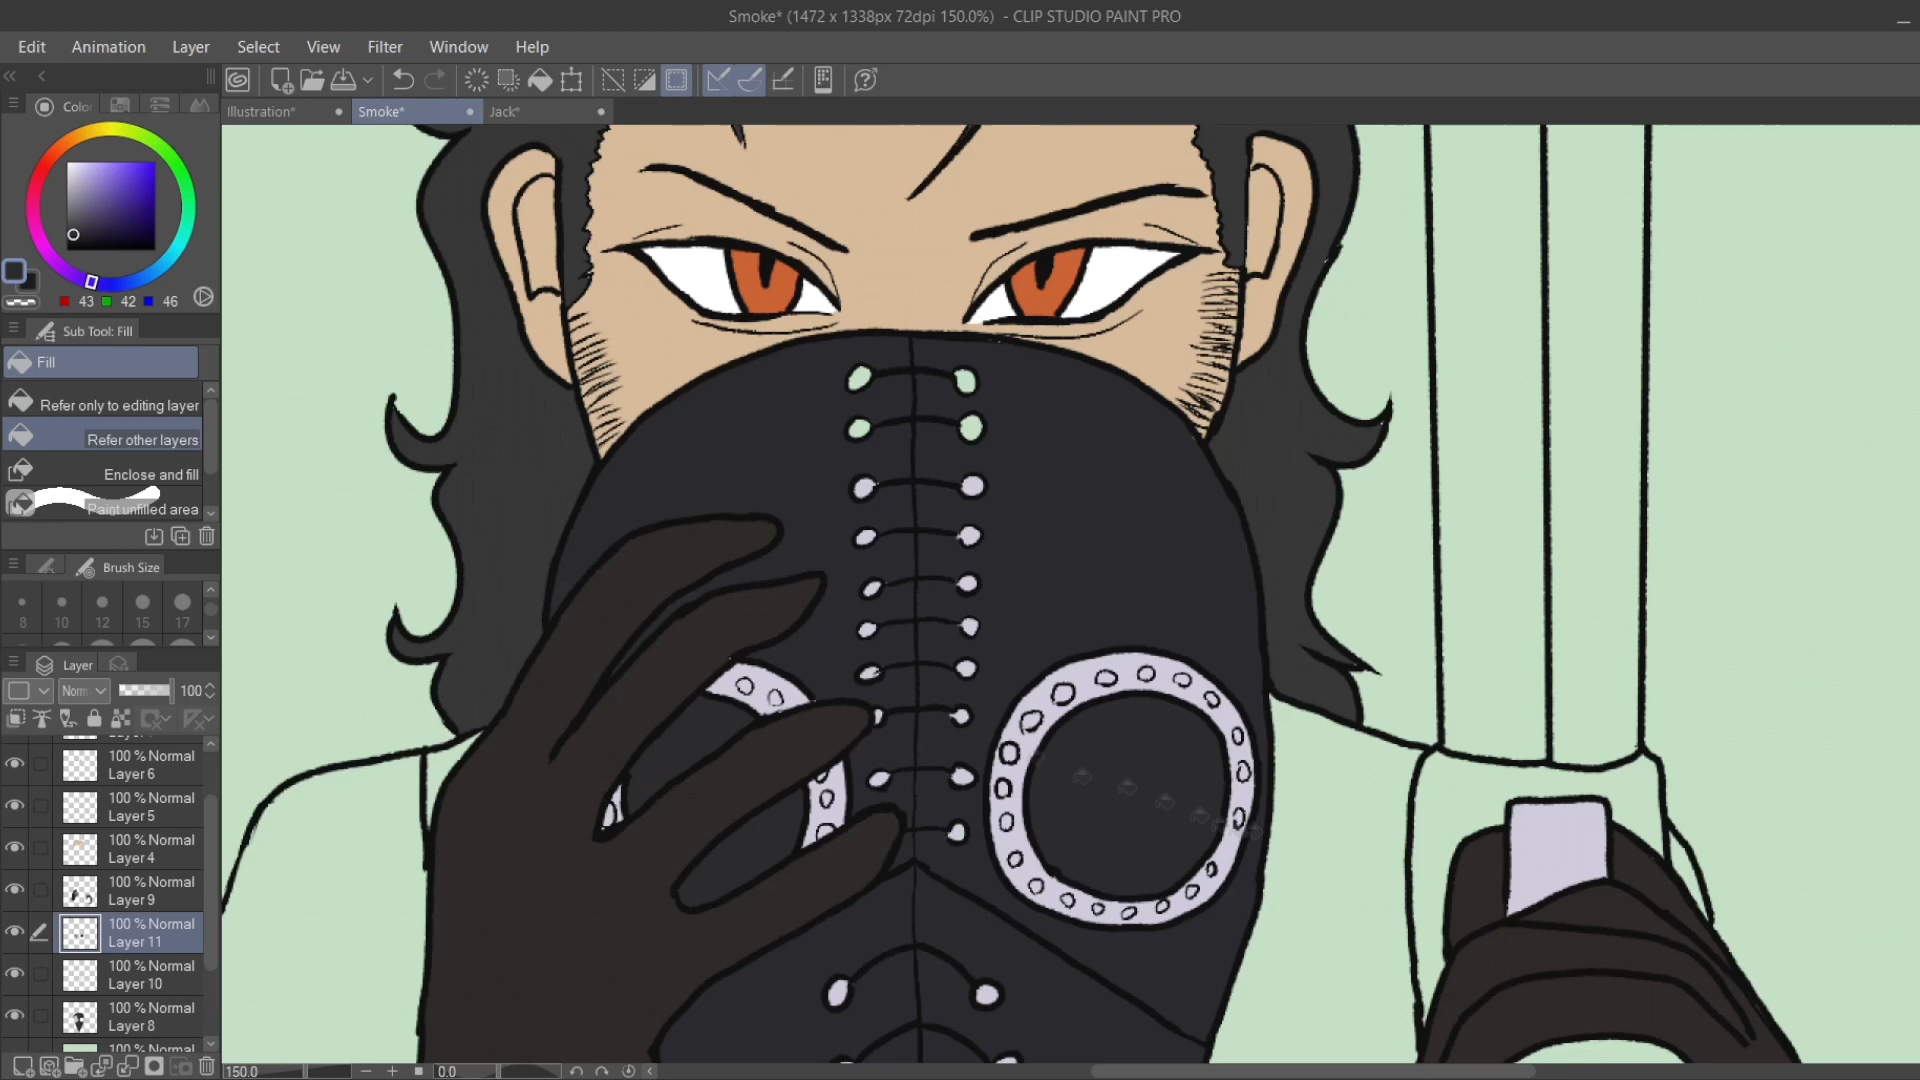 Smoke* (1472 x 1338px 72dpi 150.0%) - CLIP STUDIO PAINT PRO
Edit Animation Layer Select View Filter Window Help
Illustration* Smoke* Jack*
Color
43 42 46
Sub Tool: Fill
Fill
Refer only to editing layer
Refer other layers
Enclose and fill
Paint unfilled area
Brush Size
8 10 12 15 17
Layer
Norm 100
100 % Normal
Layer 6
100 % Normal
Layer 5
100 % Normal
Layer 4
100 % Normal
Layer 9
100 % Normal
Layer 11
100 % Normal
Layer 10
100 % Normal
Layer 8
100 % Normal
150.0 0.0